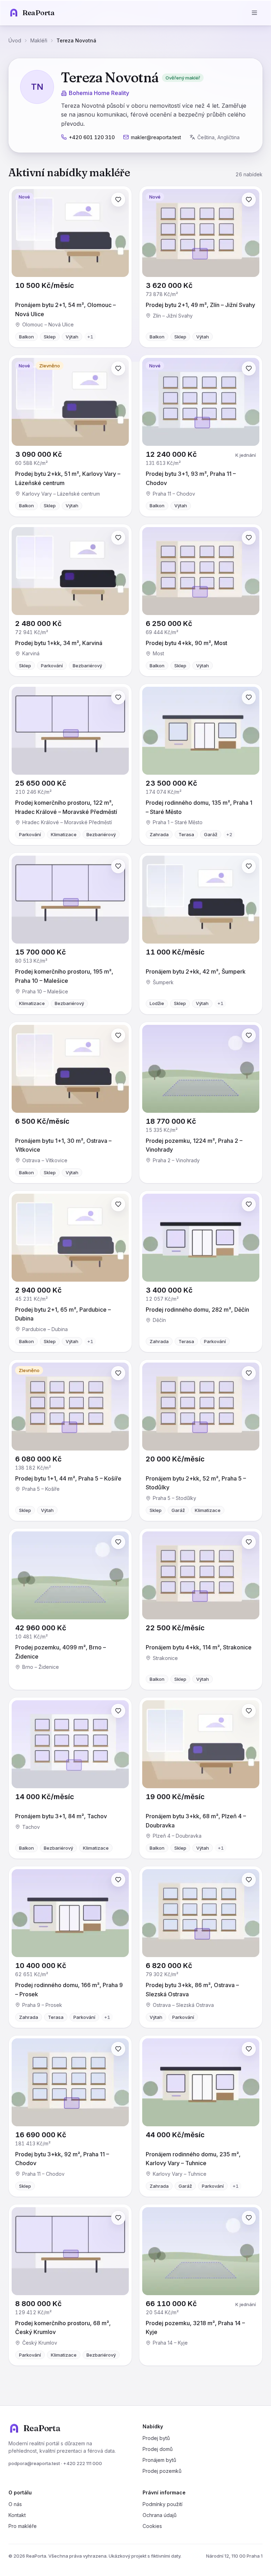 ReaPorta
Úvod > Makléři > Tereza Novotná
TN
Tereza Novotná
Ověřený makléř
Bohemia Home Reality
Tereza Novotná působí v oboru nemovitostí více než 4 let. Zaměřuje
se na jasnou komunikaci, férové ocenění a bezpečný průběh celého
převodu.
+420 601 120 310
makler@reaporta.test
Čeština, Angličtina
Aktivní nabídky makléře
26 nabídek
Nové
10 500 Kč/měsíc
Pronájem bytu 2+1, 54 m², Olomouc –
Nová Ulice
Olomouc – Nová Ulice
Balkon Sklep Výtah +1
Nové
3 620 000 Kč
73 878 Kč/m²
Prodej bytu 2+1, 49 m², Zlín – Jižní Svahy
Zlín – Jižní Svahy
Balkon Sklep Výtah
Nové Zlevněno
3 090 000 Kč
60 588 Kč/m²
Prodej bytu 2+kk, 51 m², Karlovy Vary –
Lázeňské centrum
Karlovy Vary – Lázeňské centrum
Balkon Sklep Výtah
Nové
12 240 000 Kč
K jednání
131 613 Kč/m²
Prodej bytu 3+1, 93 m², Praha 11 –
Chodov
Praha 11 – Chodov
Balkon Výtah
2 480 000 Kč
72 941 Kč/m²
Prodej bytu 1+kk, 34 m², Karviná
Karviná
Sklep Parkování Bezbariérový
6 250 000 Kč
69 444 Kč/m²
Prodej bytu 4+kk, 90 m², Most
Most
Balkon Sklep Výtah
25 650 000 Kč
210 246 Kč/m²
Prodej komerčního prostoru, 122 m²,
Hradec Králové – Moravské Předměstí
Hradec Králové – Moravské Předměstí
Parkování Klimatizace Bezbariérový
23 500 000 Kč
174 074 Kč/m²
Prodej rodinného domu, 135 m², Praha 1
– Staré Město
Praha 1 – Staré Město
Zahrada Terasa Garáž +2
15 700 000 Kč
80 513 Kč/m²
Prodej komerčního prostoru, 195 m²,
Praha 10 – Malešice
Praha 10 – Malešice
Klimatizace Bezbariérový
11 000 Kč/měsíc
Pronájem bytu 2+kk, 42 m², Šumperk
Šumperk
Lodžie Sklep Výtah +1
6 500 Kč/měsíc
Pronájem bytu 1+1, 30 m², Ostrava –
Vítkovice
Ostrava – Vítkovice
Balkon Sklep Výtah
18 770 000 Kč
15 335 Kč/m²
Prodej pozemku, 1224 m², Praha 2 –
Vinohrady
Praha 2 – Vinohrady
2 940 000 Kč
45 231 Kč/m²
Prodej bytu 2+1, 65 m², Pardubice –
Dubina
Pardubice – Dubina
Balkon Sklep Výtah +1
3 400 000 Kč
12 057 Kč/m²
Prodej rodinného domu, 282 m², Děčín
Děčín
Zahrada Terasa Parkování
Zlevněno
6 080 000 Kč
138 182 Kč/m²
Prodej bytu 1+1, 44 m², Praha 5 – Košíře
Praha 5 – Košíře
Sklep Výtah
20 000 Kč/měsíc
Pronájem bytu 2+kk, 52 m², Praha 5 –
Stodůlky
Praha 5 – Stodůlky
Sklep Garáž Klimatizace
42 960 000 Kč
10 481 Kč/m²
Prodej pozemku, 4099 m², Brno –
Židenice
Brno – Židenice
22 500 Kč/měsíc
Pronájem bytu 4+kk, 114 m², Strakonice
Strakonice
Balkon Sklep Výtah
14 000 Kč/měsíc
Pronájem bytu 3+1, 84 m², Tachov
Tachov
Balkon Bezbariérový Klimatizace
19 000 Kč/měsíc
Pronájem bytu 3+kk, 68 m², Plzeň 4 –
Doubravka
Plzeň 4 – Doubravka
Balkon Sklep Výtah +1
10 400 000 Kč
62 651 Kč/m²
Prodej rodinného domu, 166 m², Praha 9
– Prosek
Praha 9 – Prosek
Zahrada Terasa Parkování +1
6 820 000 Kč
79 302 Kč/m²
Prodej bytu 3+kk, 86 m², Ostrava –
Slezská Ostrava
Ostrava – Slezská Ostrava
Výtah Parkování
16 690 000 Kč
181 413 Kč/m²
Prodej bytu 3+kk, 92 m², Praha 11 –
Chodov
Praha 11 – Chodov
Sklep
44 000 Kč/měsíc
Pronájem rodinného domu, 235 m²,
Karlovy Vary – Tuhnice
Karlovy Vary – Tuhnice
Zahrada Garáž Parkování +1
8 800 000 Kč
129 412 Kč/m²
Prodej komerčního prostoru, 68 m²,
Český Krumlov
Český Krumlov
Parkování Klimatizace Bezbariérový
66 110 000 Kč
K jednání
20 544 Kč/m²
Prodej pozemku, 3218 m², Praha 14 –
Kyje
Praha 14 – Kyje
ReaPorta
Moderní realitní portál s důrazem na
přehlednost, kvalitní prezentaci a férová data.
podpora@reaporta.test · +420 222 111 000
Nabídky
Prodej bytů
Prodej domů
Pronájem bytů
Prodej pozemků
O portálu
O nás
Kontakt
Pro makléře
Právní informace
Podmínky použití
Ochrana údajů
Cookies
© 2026 ReaPorta. Všechna práva vyhrazena. Ukázkový projekt s fiktivními daty.
Národní 12, 110 00 Praha 1